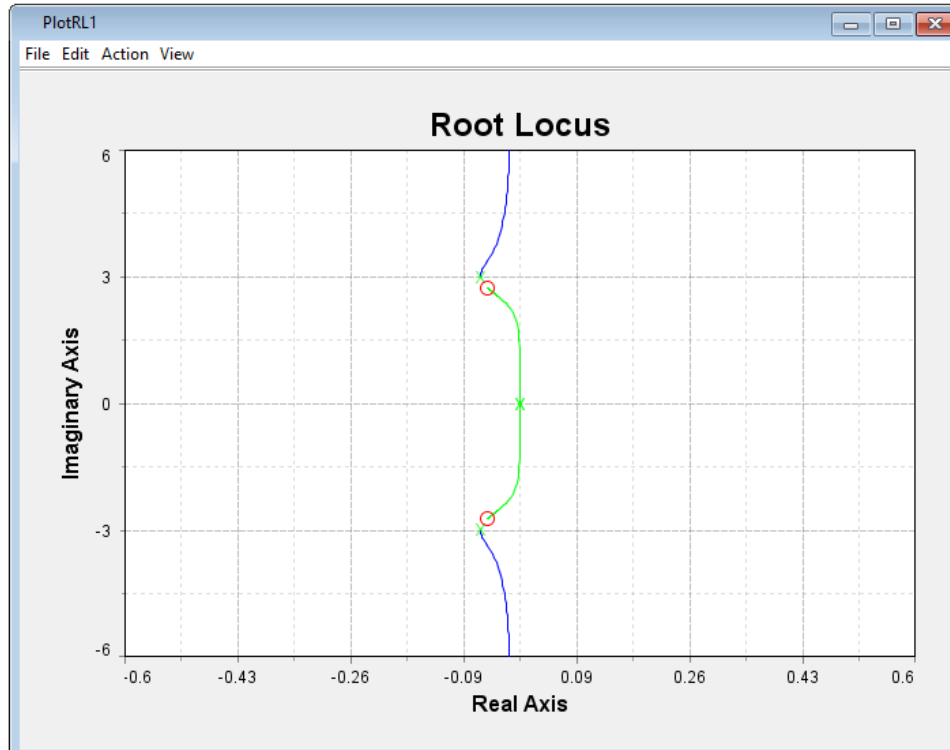 PlotRL1
File Edit Action View
Root Locus
6
3
0
-3
-6
Imaginary Axis
-0.6 -0.43 -0.26 -0.09 0.09 0.26 0.43 0.6
Real Axis